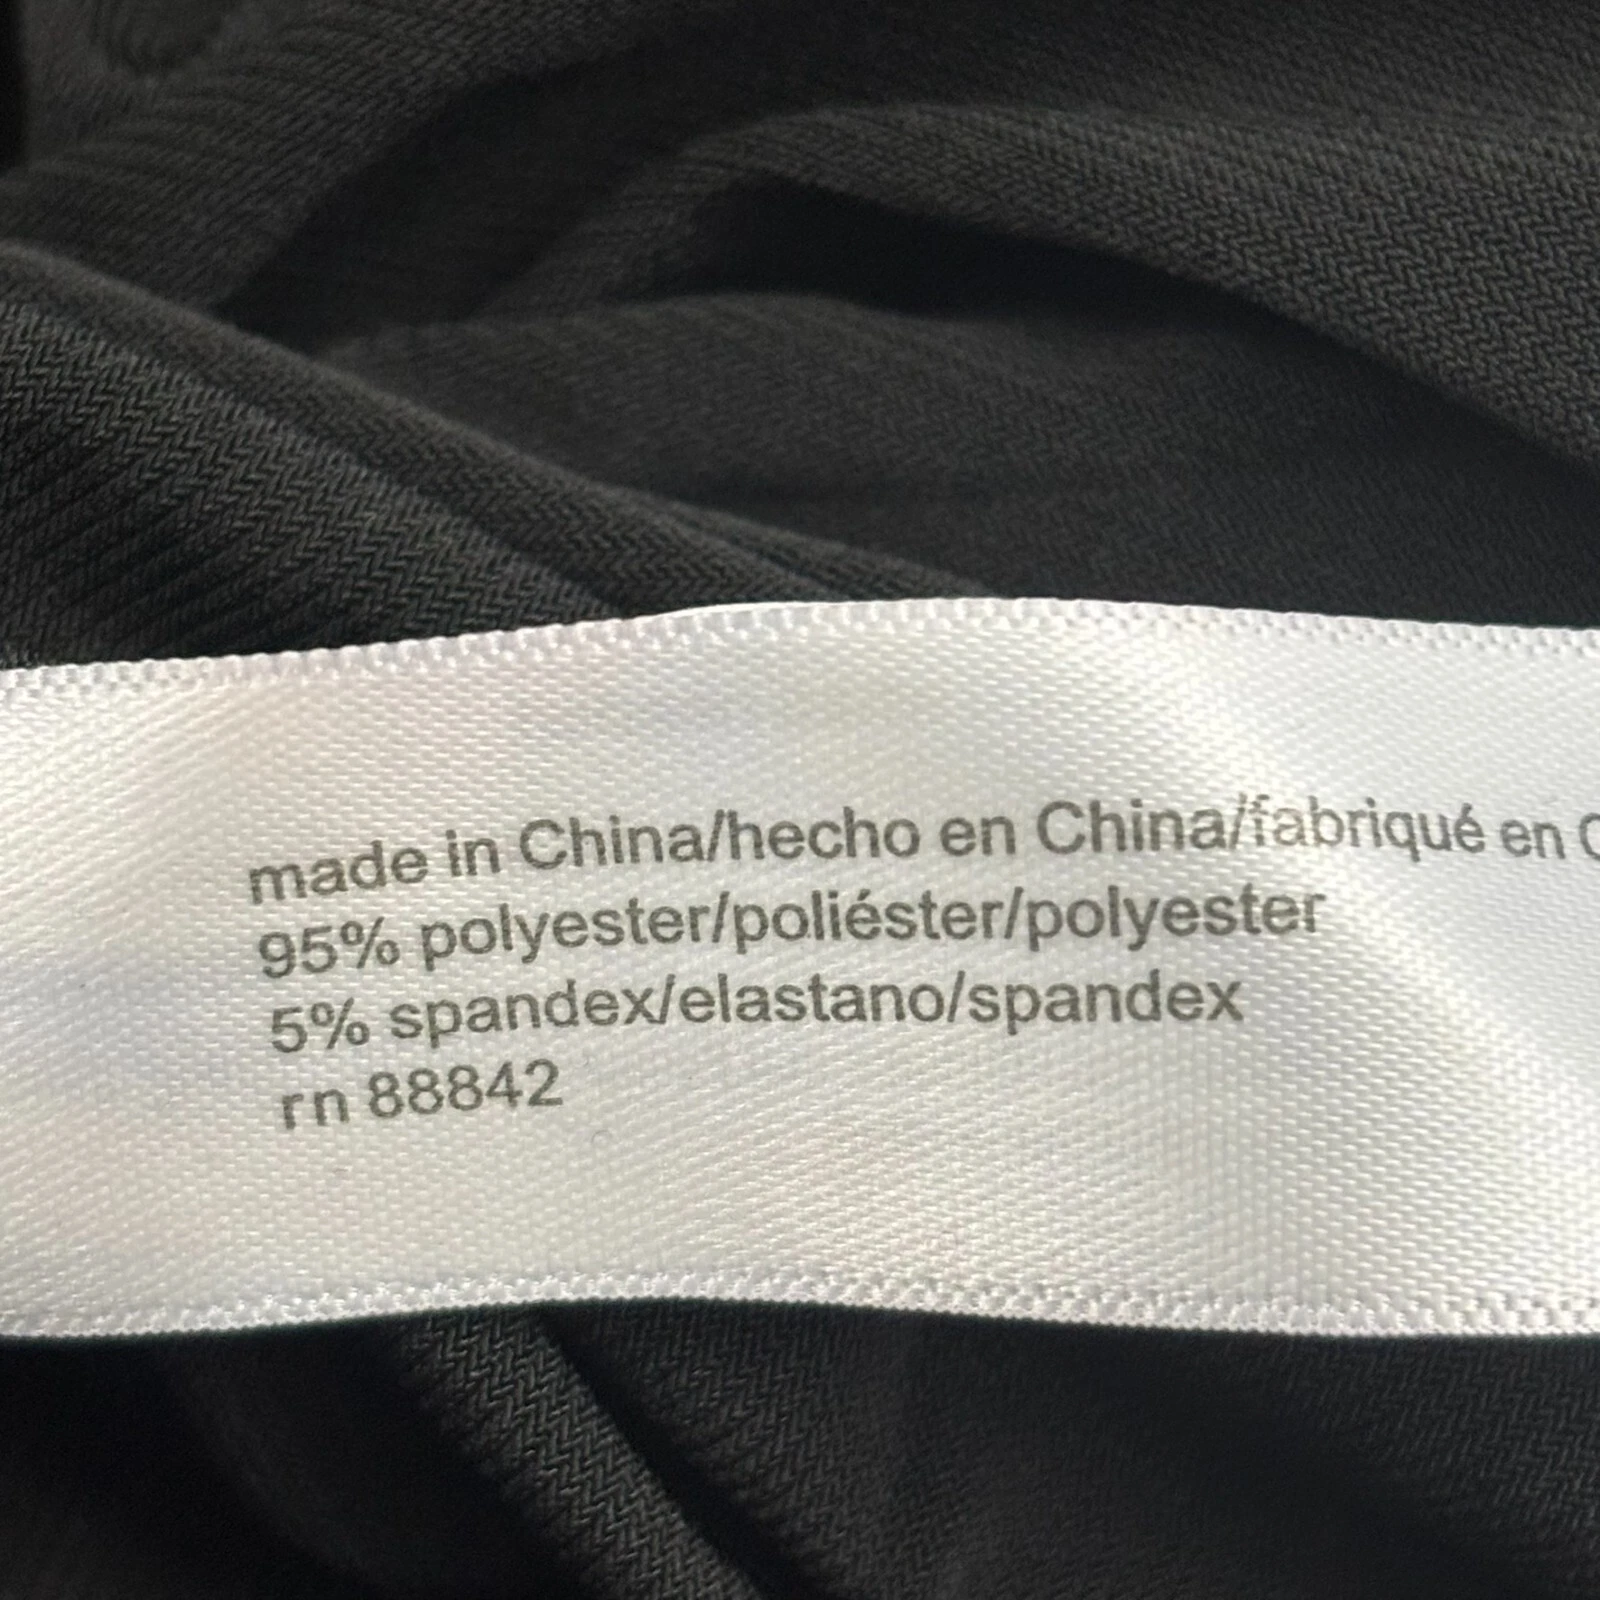 made in China/hecho en China/fabriqué en C
95% polyester/poliéster/polyester
5% spandex/elastano/spandex
rn 88842